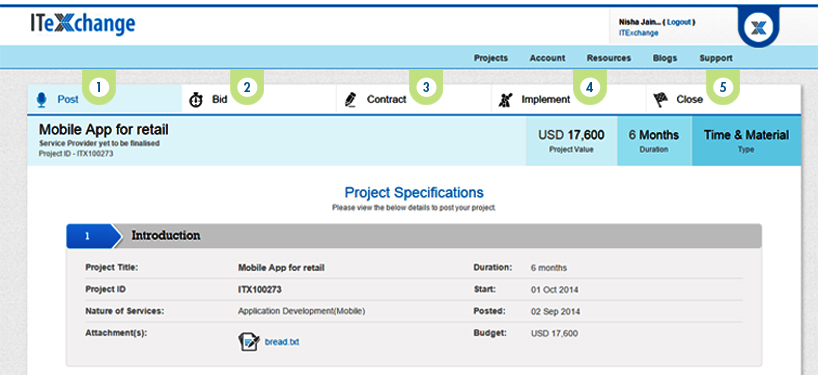 ITeXchange
Nisha Jain... ( Logout )
ITExchange
X
Projects Account Resources Blogs Support
1 2 3 4 5
Post Bid Contract Implement Close
Mobile App for retail
Service Provider yet to be finalised
Project ID - ITX100273
USD 17,600
Project Value
6 Months
Duration
Time & Material
Type
Project Specifications
Please view the below details to post your project.
1 Introduction
Project Title: Mobile App for retail Duration: 6 months
Project ID ITX100273 Start: 01 Oct 2014
Nature of Services: Application Development(Mobile) Posted: 02 Sep 2014
Attachment(s): bread.txt Budget: USD 17,600